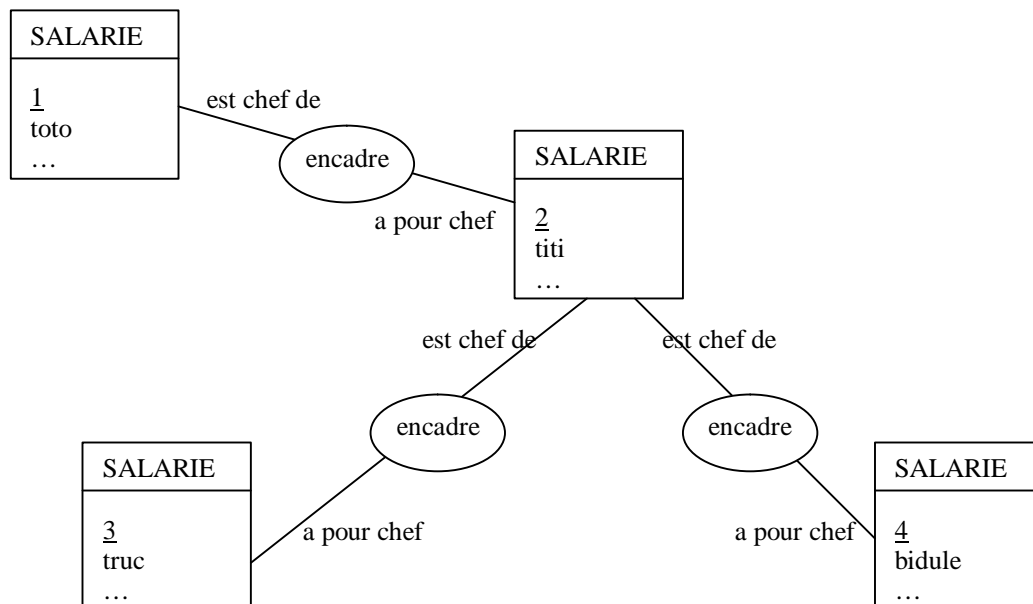 SALARIE
1
toto
…
est chef de
encadre
a pour chef
SALARIE
2
titi
…
est chef de
est chef de
encadre
encadre
SALARIE
3
truc
…
a pour chef
a pour chef
SALARIE
4
bidule
…